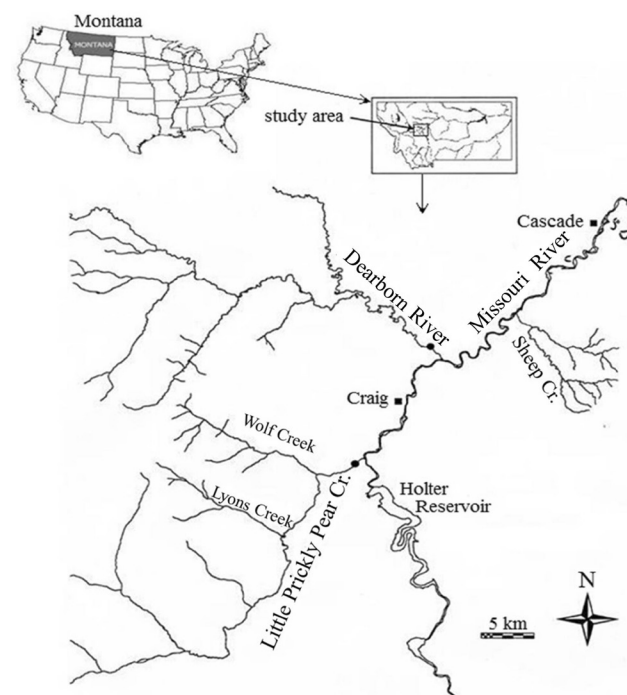 Montana
MONTANA
study area
Cascade
Missouri River
Dearborn River
Sheep Cr.
Craig
Wolf Creek
Lyons Creek
Little Prickly Pear Cr.
Holter
Reservoir
N
5 km